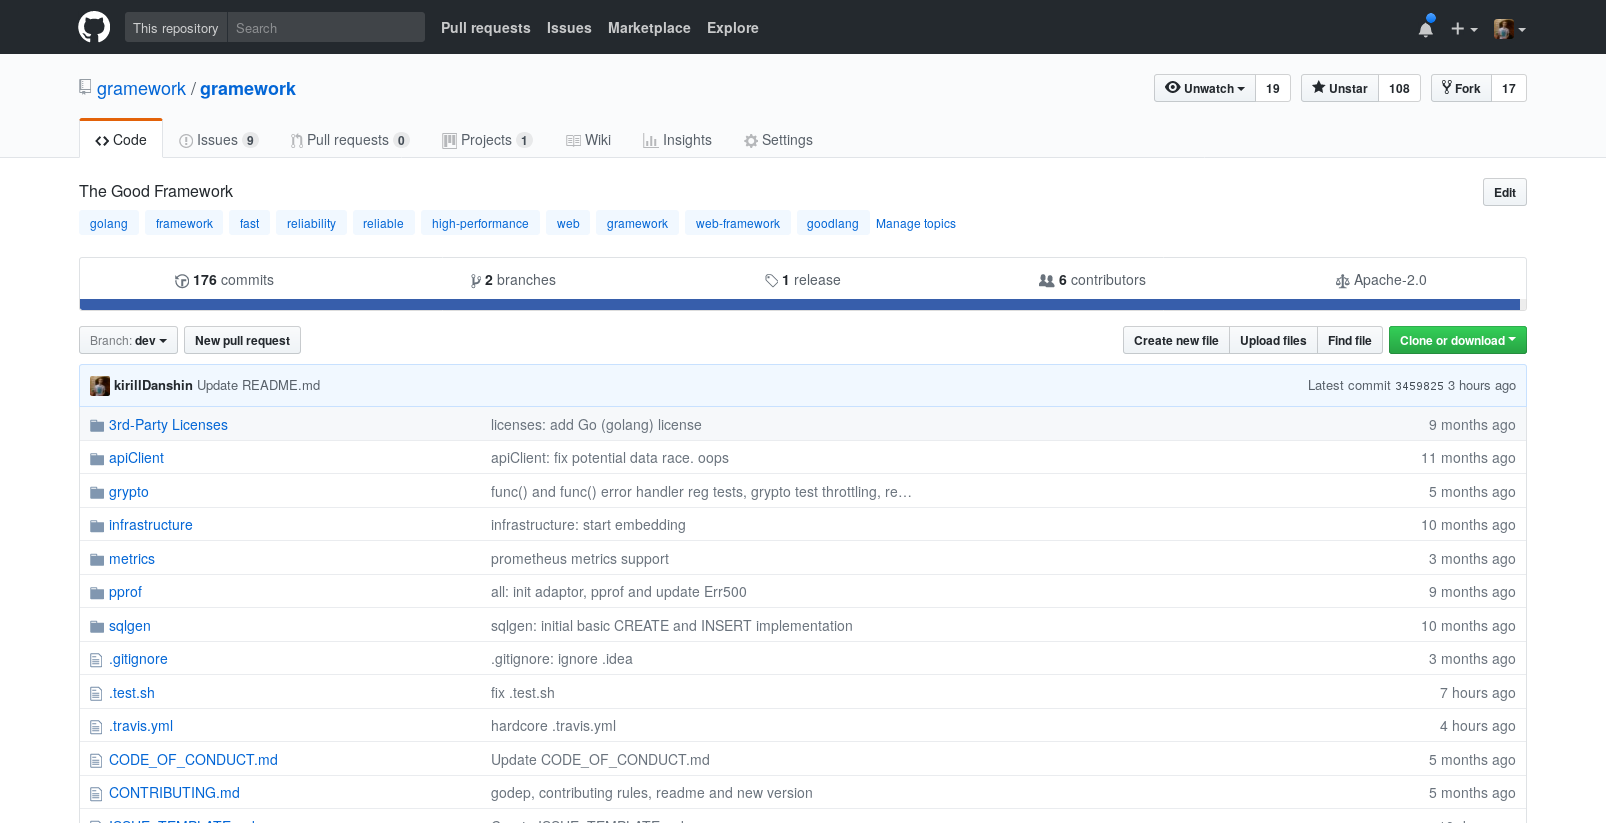 This repository Search Pull requests Issues Marketplace Explore
gramework / gramework Unwatch 19 Unstar 108 Fork 17
Code Issues 9 Pull requests 0 Projects 1 Wiki Insights Settings
The Good Framework Edit
golang framework fast reliability reliable high-performance web gramework web-framework goodlang Manage topics
176 commits 2 branches 1 release 6 contributors Apache-2.0
Branch: dev New pull request Create new file Upload files Find file Clone or download
kirillDanshin Update README.md Latest commit 3459825 3 hours ago
3rd-Party Licenses licenses: add Go (golang) license 9 months ago
apiClient apiClient: fix potential data race. oops 11 months ago
grypto func() and func() error handler reg tests, grypto test throttling, re… 5 months ago
infrastructure infrastructure: start embedding 10 months ago
metrics prometheus metrics support 3 months ago
pprof all: init adaptor, pprof and update Err500 9 months ago
sqlgen sqlgen: initial basic CREATE and INSERT implementation 10 months ago
.gitignore .gitignore: ignore .idea 3 months ago
.test.sh fix .test.sh 7 hours ago
.travis.yml hardcore .travis.yml 4 hours ago
CODE_OF_CONDUCT.md Update CODE_OF_CONDUCT.md 5 months ago
CONTRIBUTING.md godep, contributing rules, readme and new version 5 months ago